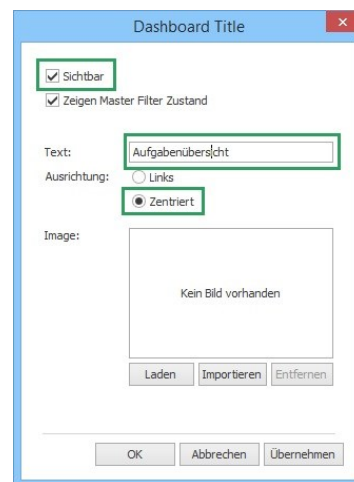 Dashboard Title
Sichtbar
Zeigen Master Filter Zustand
Text: Aufgabenübersicht
Ausrichtung: Links
Zentriert
Image:
Kein Bild vorhanden
Laden Importieren Entfernen
OK Abbrechen Übernehmen